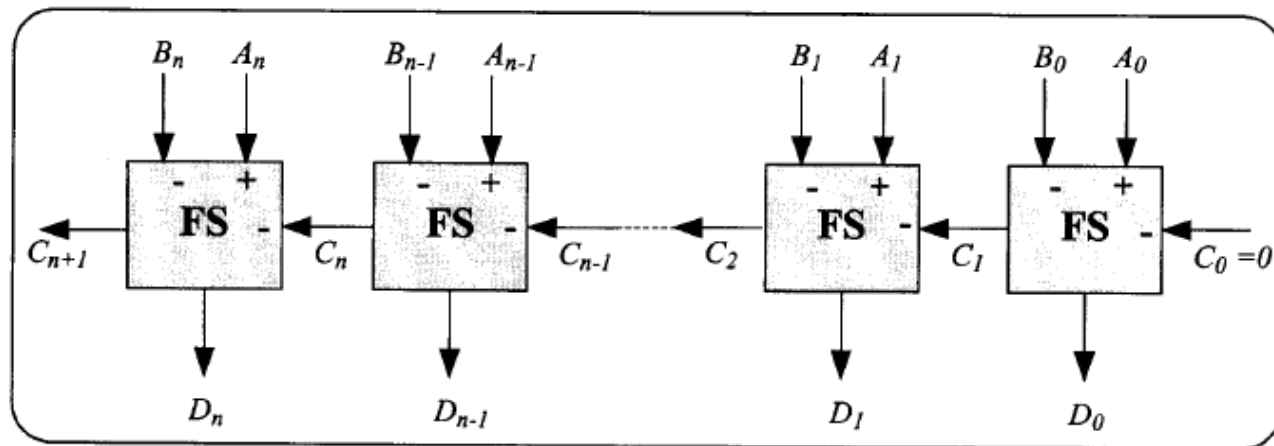 Bn An Bn-1 An-1 B1 A1 B0 A0
- + - + - + - +
FS - FS - FS - FS -
Cn+1 Cn Cn-1 C2 C1 C0 =0
Dn Dn-1 D1 D0